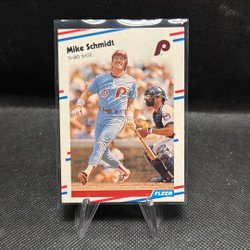 Mike Schmidt
THIRD BASE
P
FLEER